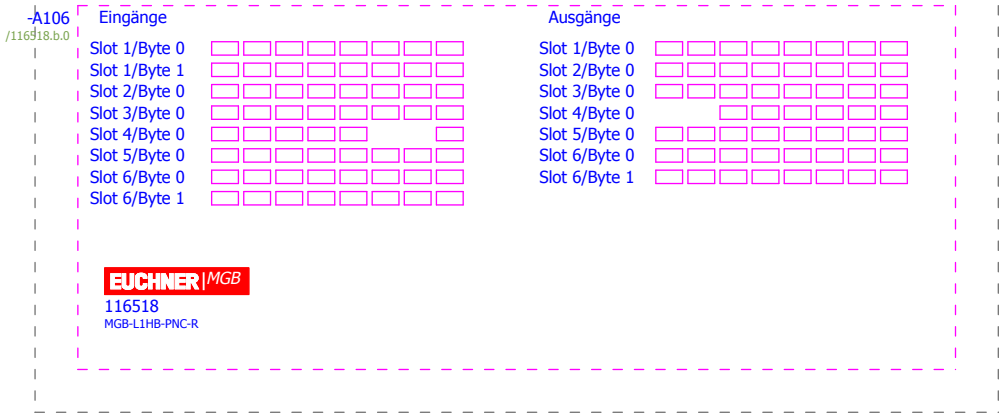 -A106
/116518.b.0
Eingänge
Slot 1/Byte 0
Slot 1/Byte 1
Slot 2/Byte 0
Slot 3/Byte 0
Slot 4/Byte 0
Slot 5/Byte 0
Slot 6/Byte 0
Slot 6/Byte 1
Ausgänge
Slot 1/Byte 0
Slot 2/Byte 0
Slot 3/Byte 0
Slot 4/Byte 0
Slot 5/Byte 0
Slot 6/Byte 0
Slot 6/Byte 1
EUCHNER|MGB
116518
MGB-L1HB-PNC-R